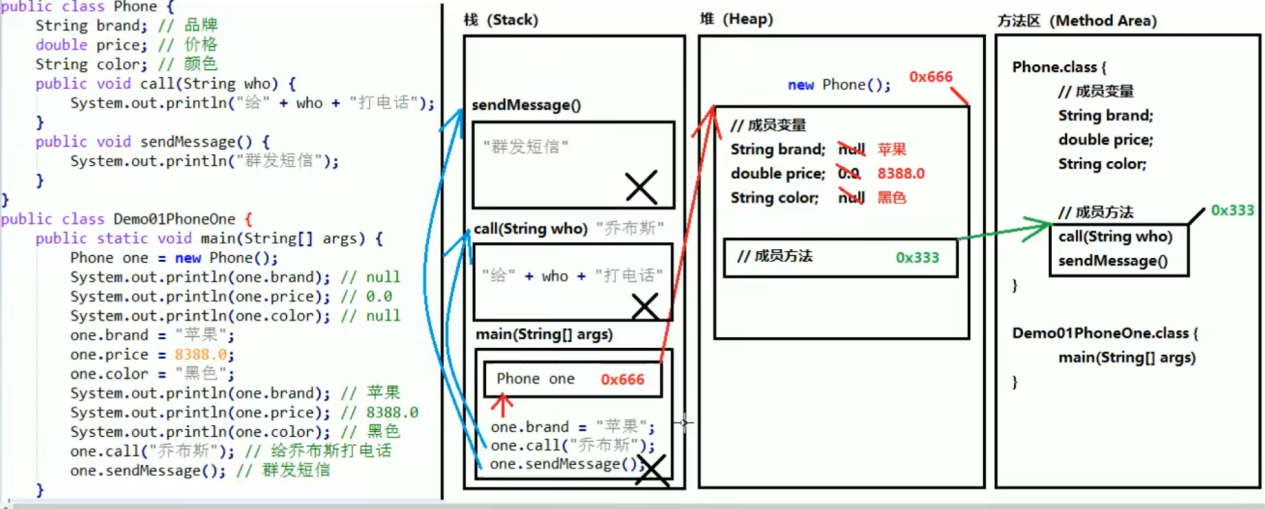 public class Phone {
String brand; // 品牌
double price; // 价格
String color; // 颜色
public void call(String who) {
System.out.println("给" + who + "打电话");
}
public void sendMessage() {
System.out.println("群发短信");
}
}
public class Demo01PhoneOne {
public static void main(String[] args) {
Phone one = new Phone();
System.out.println(one.brand); // null
System.out.println(one.price); // 0.0
System.out.println(one.color); // null
one.brand = "苹果";
one.price = 8388.0;
one.color = "黑色";
System.out.println(one.brand); // 苹果
System.out.println(one.price); // 8388.0
System.out.println(one.color); // 黑色
one.call("乔布斯"); // 给乔布斯打电话
one.sendMessage(); // 群发短信
}
栈（Stack）
sendMessage()
"群发短信"
call(String who) "乔布斯"
"给" + who + "打电话"
main(String[] args)
Phone one 0x666
one.brand = "苹果";
one.call("乔布斯");
one.sendMessage();
堆（Heap）
new Phone(); 0x666
// 成员变量
String brand; null 苹果
double price; 0.0 8388.0
String color; null 黑色
// 成员方法 0x333
方法区（Method Area）
Phone.class {
// 成员变量
String brand;
double price;
String color;
// 成员方法 0x333
call(String who)
sendMessage()
}
Demo01PhoneOne.class {
main(String[] args)
}